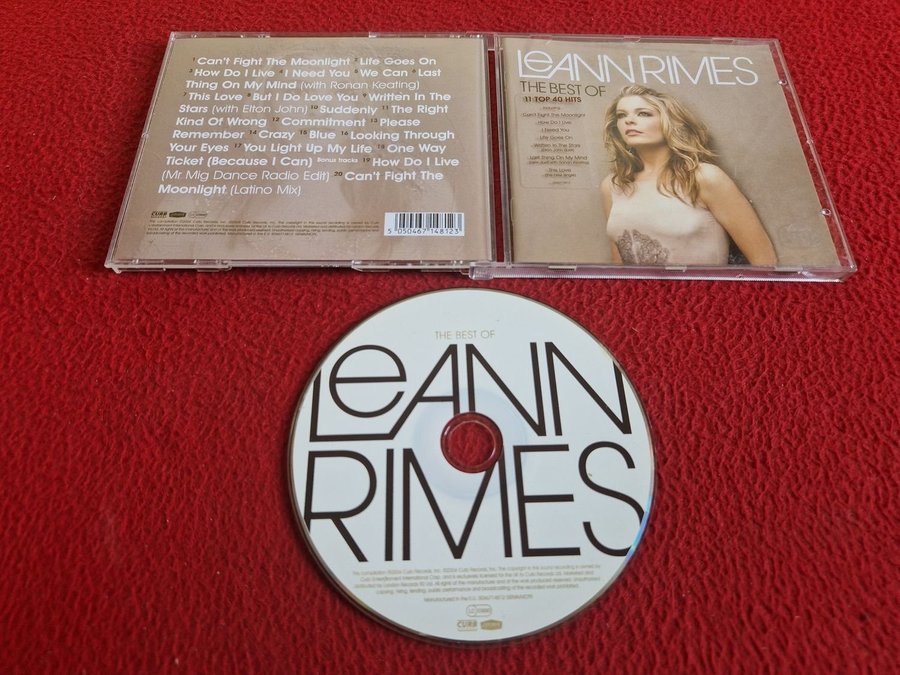 1 Can't Fight The Moonlight 2 Life Goes On
3 How Do I Live 4 I Need You 5 We Can 6 Last
Thing On My Mind (with Ronan Keating)
7 This Love 8 But I Do Love You 9 Written In The
Stars (with Elton John) 10 Suddenly 11 The Right
Kind Of Wrong 12 Commitment 13 Please
Remember 14 Crazy 15 Blue 16 Looking Through
Your Eyes 17 You Light Up My Life 18 One Way
Ticket (Because I Can) Bonus tracks 19 How Do I Live
(Mr Mig Dance Radio Edit) 20 Can't Fight The
Moonlight (Latino Mix)
CURB
5 050467 148123
LeANN RIMES
THE BEST OF
11 TOP 40 HITS
including
Can't Fight The Moonlight
How Do I Live
I Need You
Life Goes On
Written In The Stars
Last Thing On My Mind
This Love
THE BEST OF
LeANN
RIMES
CURB